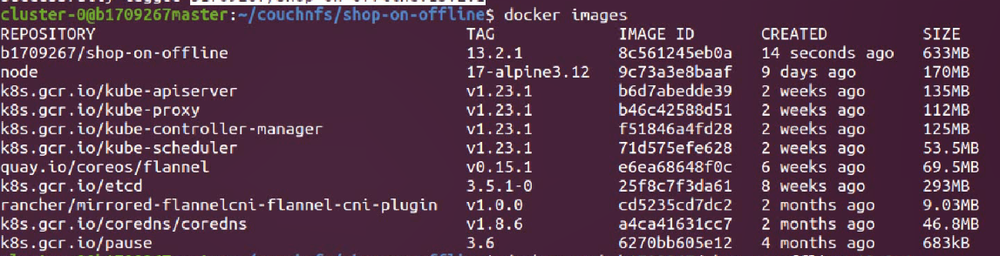 cluster-0@b1709267master:~/couchnfs/shop-on-offline$ docker images
REPOSITORY TAG IMAGE ID CREATED SIZE
b1709267/shop-on-offline 13.2.1 8c561245eb0a 14 seconds ago 633MB
node 17-alpine3.12 9c73a3e8baaf 9 days ago 170MB
k8s.gcr.io/kube-apiserver v1.23.1 b6d7abedde39 2 weeks ago 135MB
k8s.gcr.io/kube-proxy v1.23.1 b46c42588d51 2 weeks ago 112MB
k8s.gcr.io/kube-controller-manager v1.23.1 f51846a4fd28 2 weeks ago 125MB
k8s.gcr.io/kube-scheduler v1.23.1 71d575efe628 2 weeks ago 53.5MB
quay.io/coreos/flannel v0.15.1 e6ea68648f0c 6 weeks ago 69.5MB
k8s.gcr.io/etcd 3.5.1-0 25f8c7f3da61 8 weeks ago 293MB
rancher/mirrored-flannelcni-flannel-cni-plugin v1.0.0 cd5235cd7dc2 2 months ago 9.03MB
k8s.gcr.io/coredns/coredns v1.8.6 a4ca41631cc7 2 months ago 46.8MB
k8s.gcr.io/pause 3.6 6270bb605e12 4 months ago 683kB